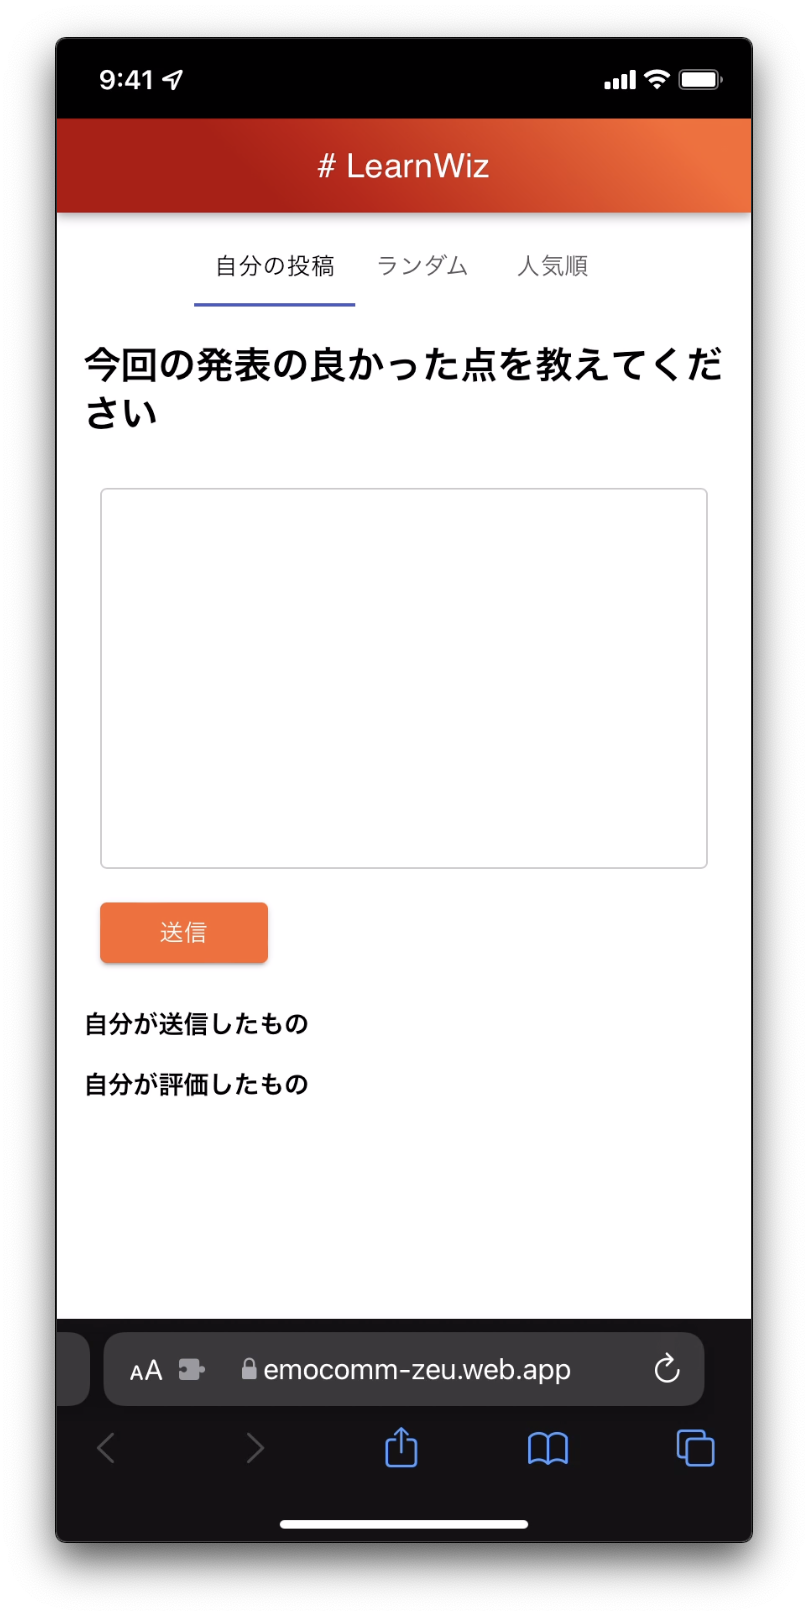 9:41
# LearnWiz
自分の投稿 ランダム 人気順
今回の発表の良かった点を教えてくだ
さい
送信
自分が送信したもの
自分が評価したもの
AA emocomm-zeu.web.app